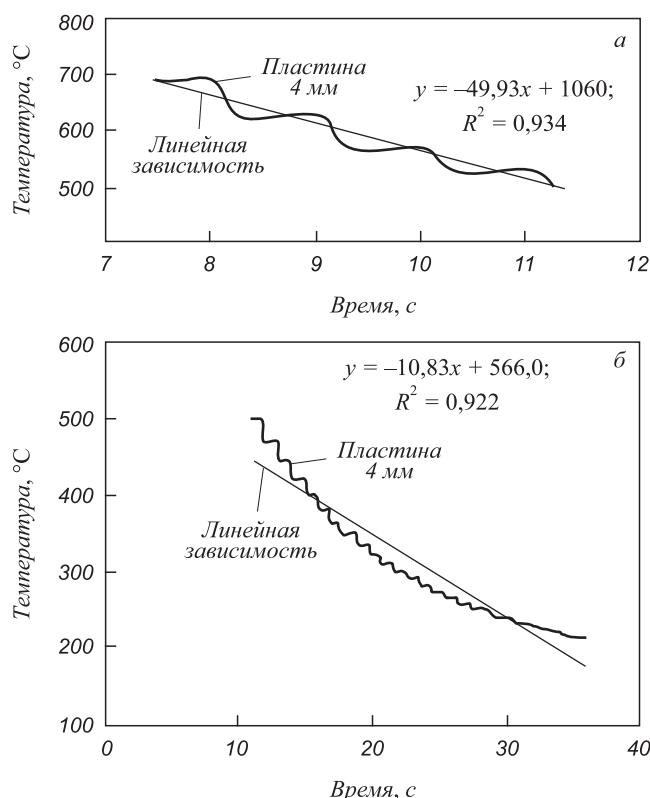 800
а
Температура, °С
Пластина
4 мм
y = –49,93x + 1060;
R² = 0,934
700
600
Линейная
зависимость
500
7 8 9 10 11 12
Время, с
600
б
Температура, °С
y = –10,83x + 566,0;
R² = 0,922
500
Пластина
4 мм
400
Линейная
зависимость
300
200
100
0 10 20 30 40
Время, с